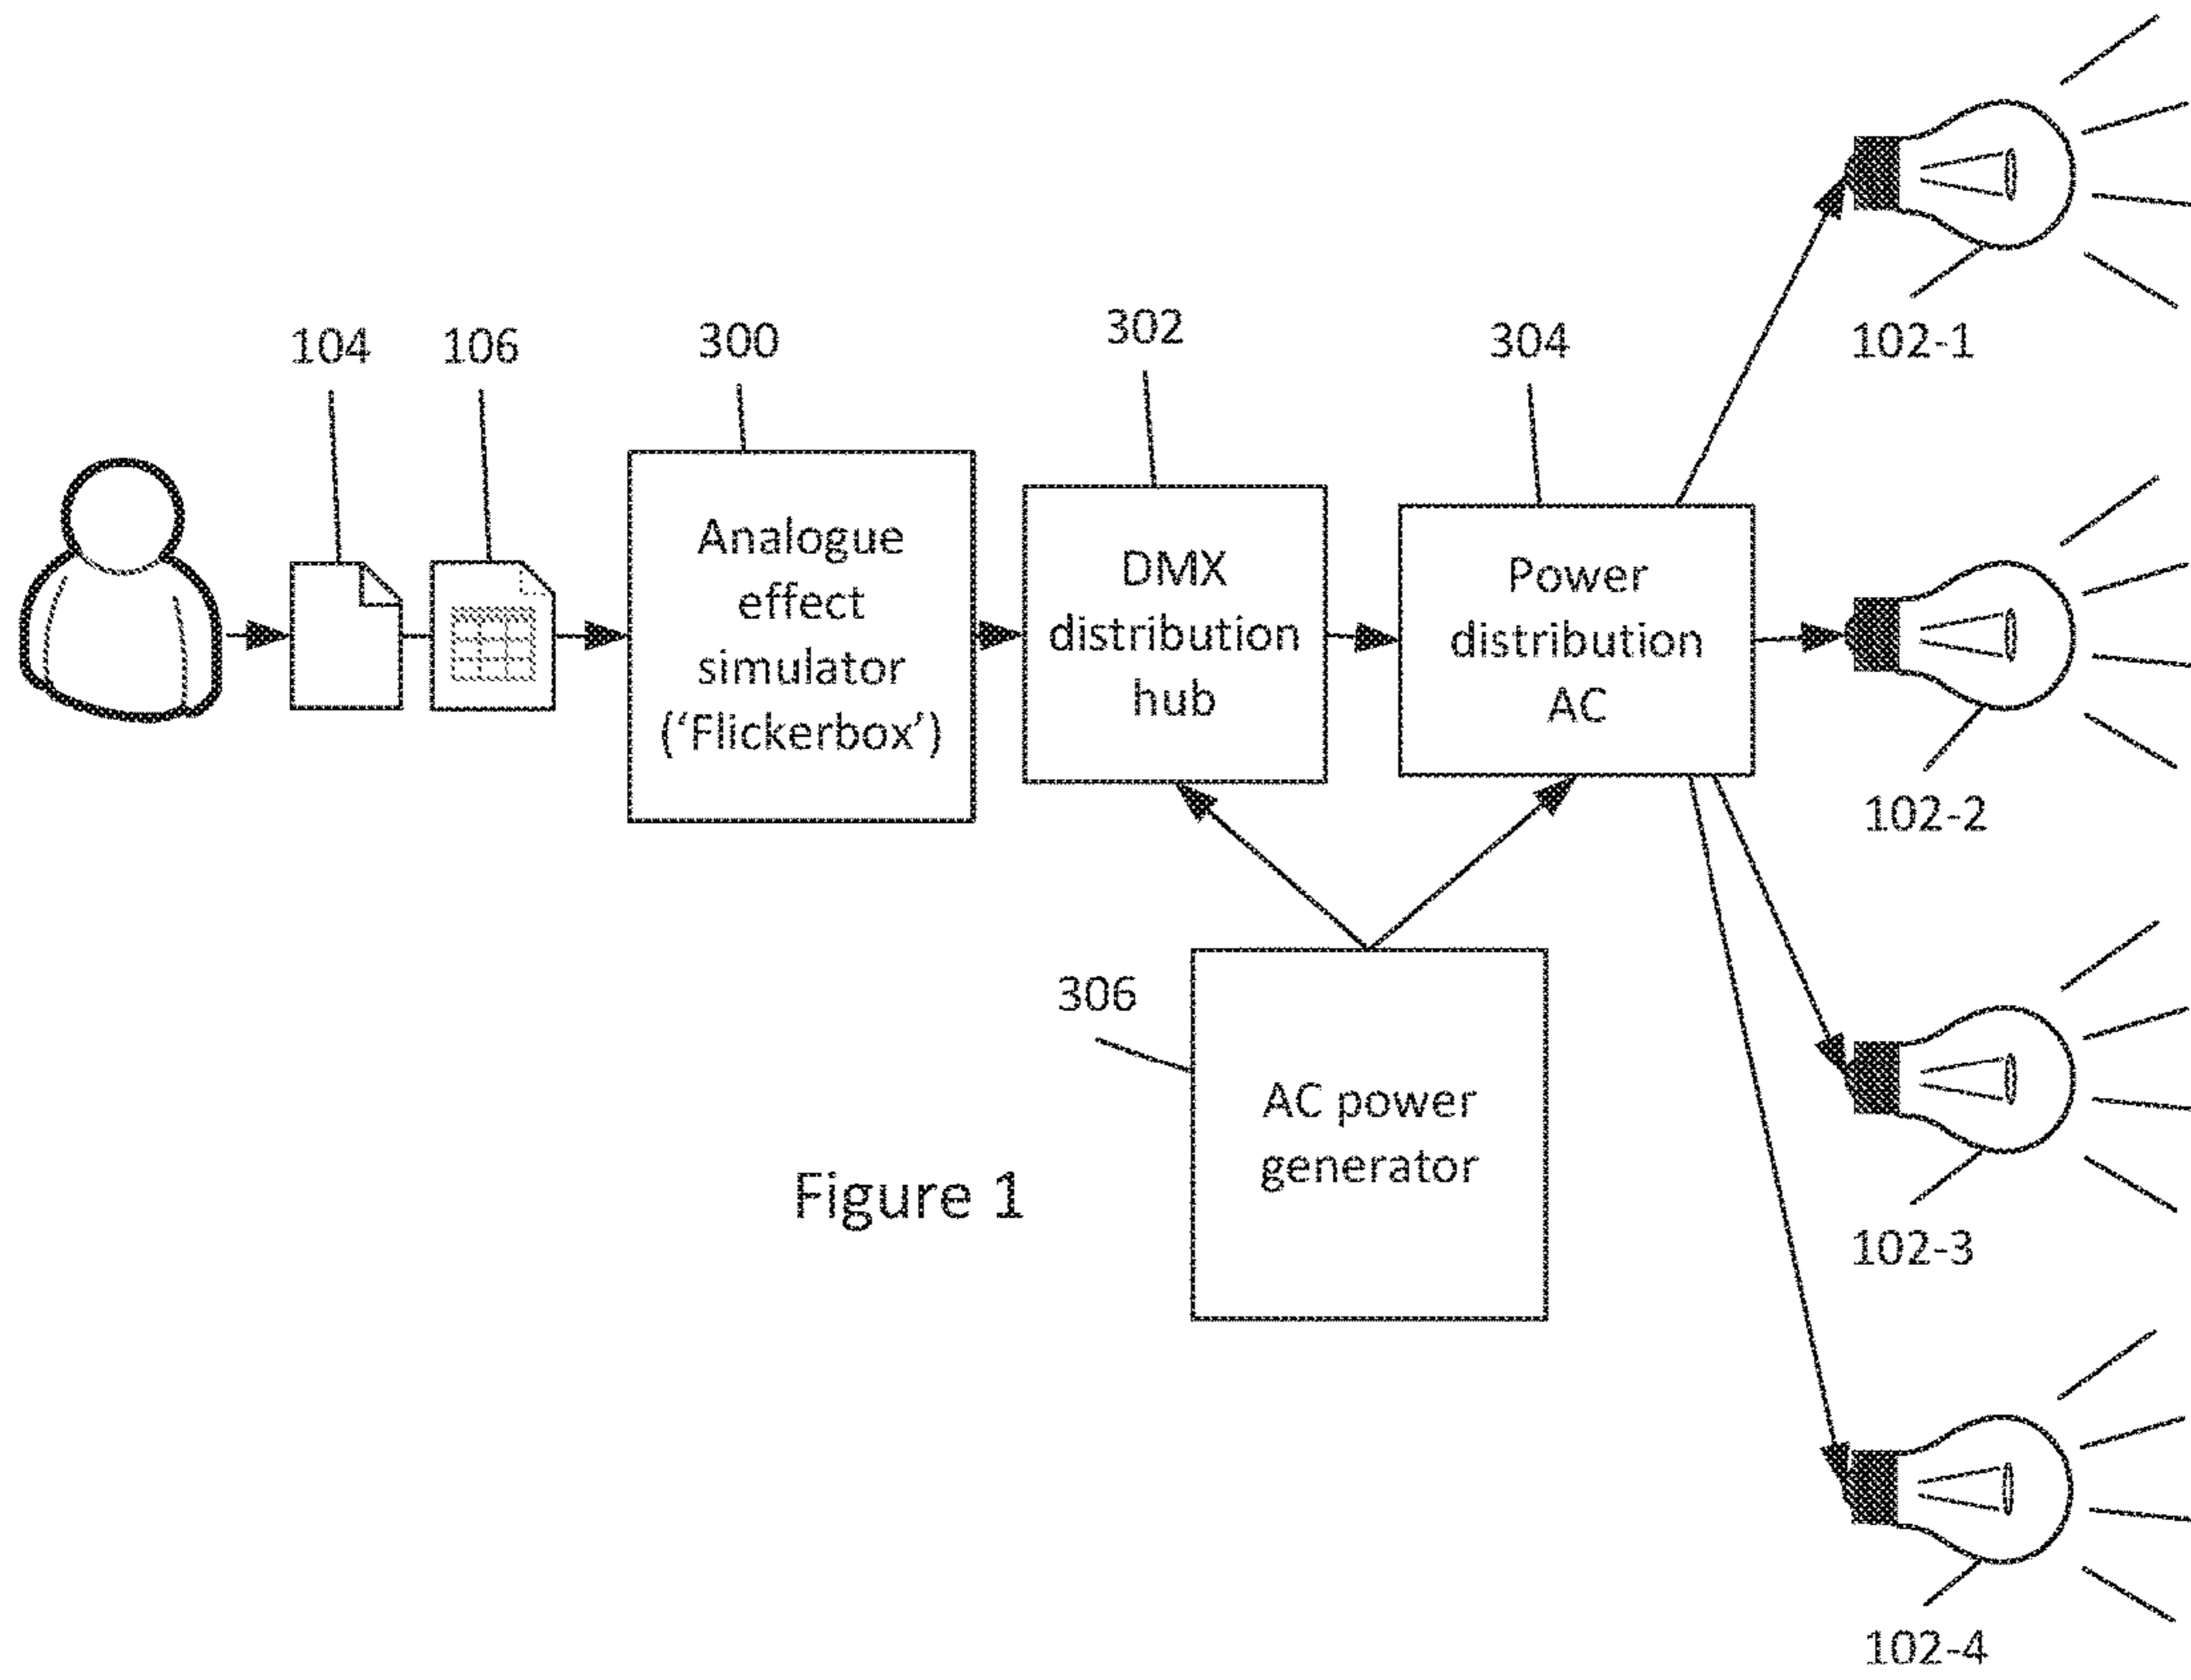 104
106
300
302
304
102-1
Analogue
effect
simulator
(‘Flickerbox’)
DMX
distribution
hub
Power
distribution
AC
102-2
306
AC power
generator
Figure 1
102-3
102-4